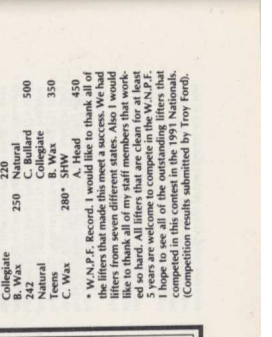 Collegiate
B. Wax 250
242
Natural
Teens
C. Wax 280*
220
Natural
C. Bullard 500
Collegiate
B. Wax 350
SHW
A. Head 450
* W.N.P.F. Record. I would like to thank all of
the lifters that made this meet a success. We had
lifters from seven different states. Also I would
like to thank all of my staff members that work-
ed so hard. All lifters that are clean for at least
5 years are welcome to compete in the W.N.P.F.
I hope to see all of the outstanding lifters that
competed in this contest in the 1991 Nationals.
(Competition results submitted by Troy Ford).